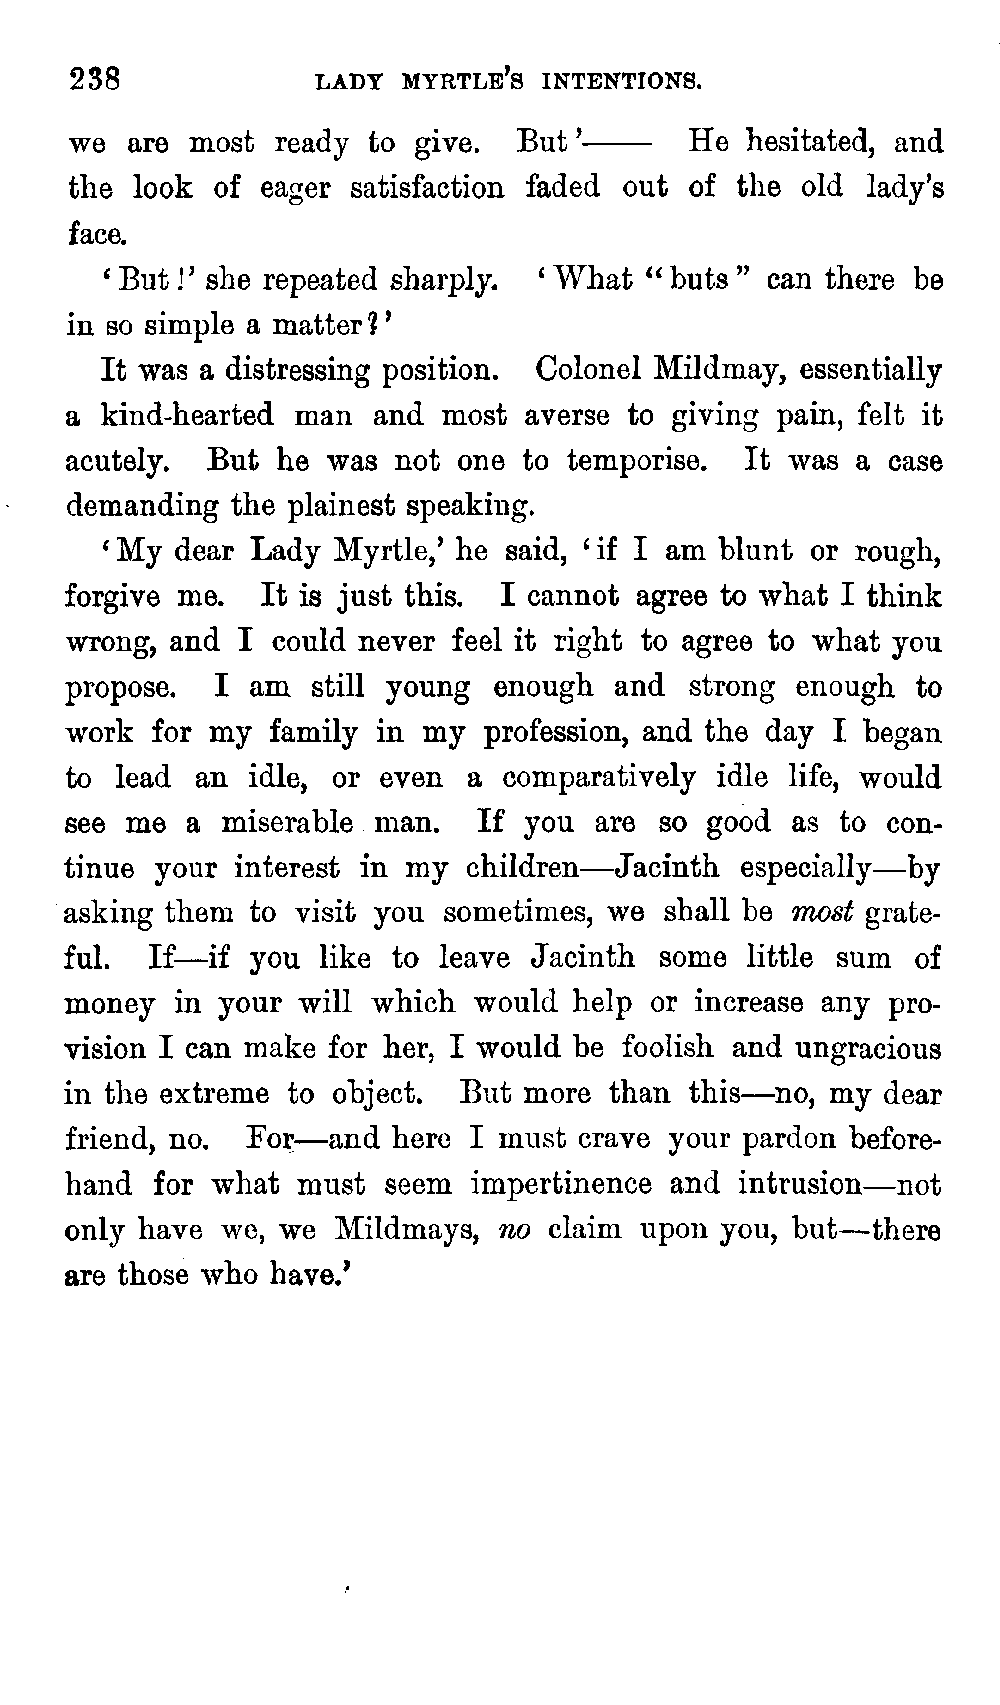 238 LADY MYRTLE'S INTENTIONS.
we are most ready to give. But'—— He hesitated, and
the look of eager satisfaction faded out of the old lady's
face.
'But!' she repeated sharply. 'What "buts" can there be
in so simple a matter?'
It was a distressing position. Colonel Mildmay, essentially
a kind-hearted man and most averse to giving pain, felt it
acutely. But he was not one to temporise. It was a case
demanding the plainest speaking.
'My dear Lady Myrtle,' he said, 'if I am blunt or rough,
forgive me. It is just this. I cannot agree to what I think
wrong, and I could never feel it right to agree to what you
propose. I am still young enough and strong enough to
work for my family in my profession, and the day I began
to lead an idle, or even a comparatively idle life, would
see me a miserable man. If you are so good as to con-
tinue your interest in my children—Jacinth especially—by
asking them to visit you sometimes, we shall be most grate-
ful. If—if you like to leave Jacinth some little sum of
money in your will which would help or increase any pro-
vision I can make for her, I would be foolish and ungracious
in the extreme to object. But more than this—no, my dear
friend, no. For—and here I must crave your pardon before-
hand for what must seem impertinence and intrusion—not
only have we, we Mildmays, no claim upon you, but—there
are those who have.'